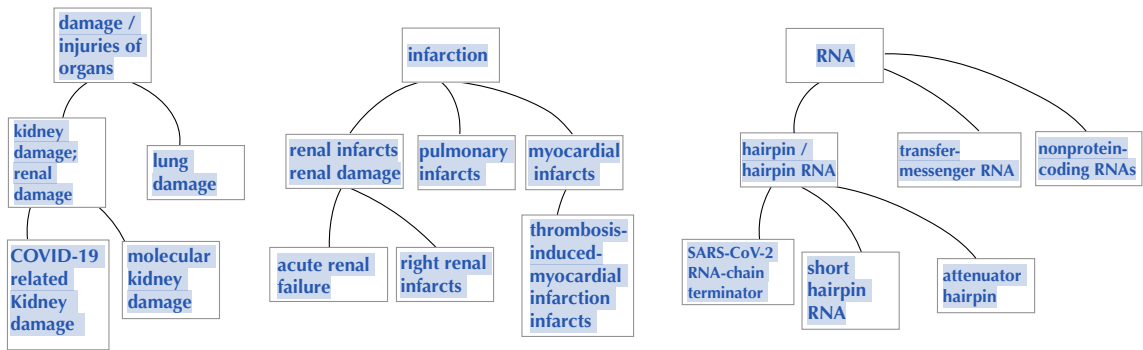 damage /
injuries of
organs
kidney
damage;
renal
damage
lung
damage
COVID-19
related
Kidney
damage
molecular
kidney
damage
infarction
renal infarcts
renal damage
pulmonary
infarcts
myocardial
infarcts
acute renal
failure
right renal
infarcts
thrombosis-
induced-
myocardial
infarction
infarcts
RNA
hairpin /
hairpin RNA
transfer-
messenger RNA
nonprotein-
coding RNAs
SARS-CoV-2
RNA-chain
terminator
short
hairpin
RNA
attenuator
hairpin